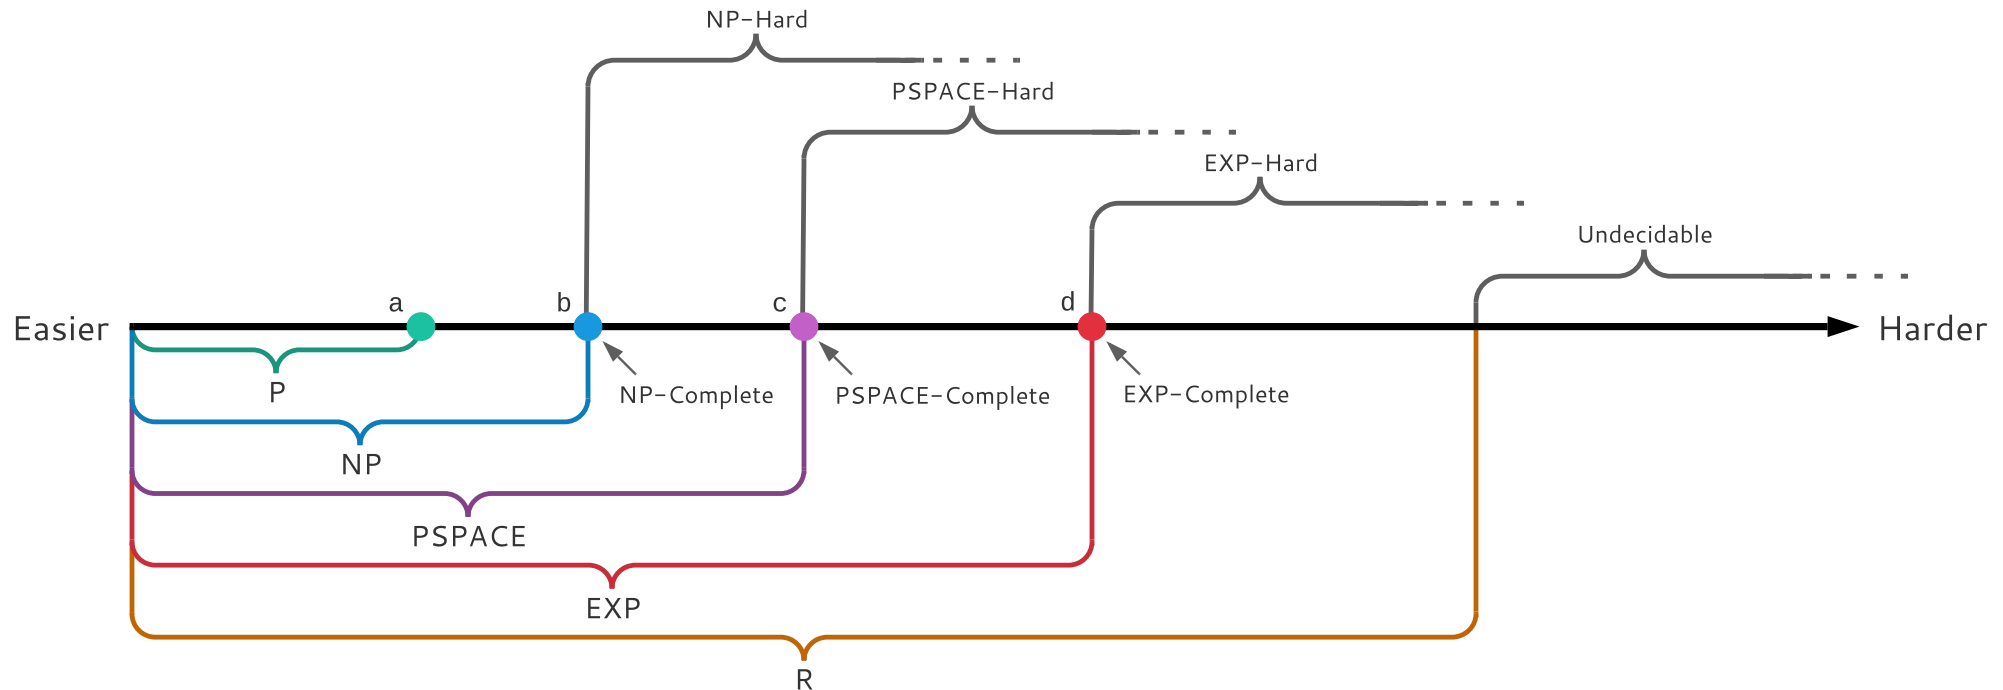 NP-Hard
PSPACE-Hard
EXP-Hard
Undecidable
a
b
c
d
Easier
Harder
P
NP-Complete
PSPACE-Complete
EXP-Complete
NP
PSPACE
EXP
R